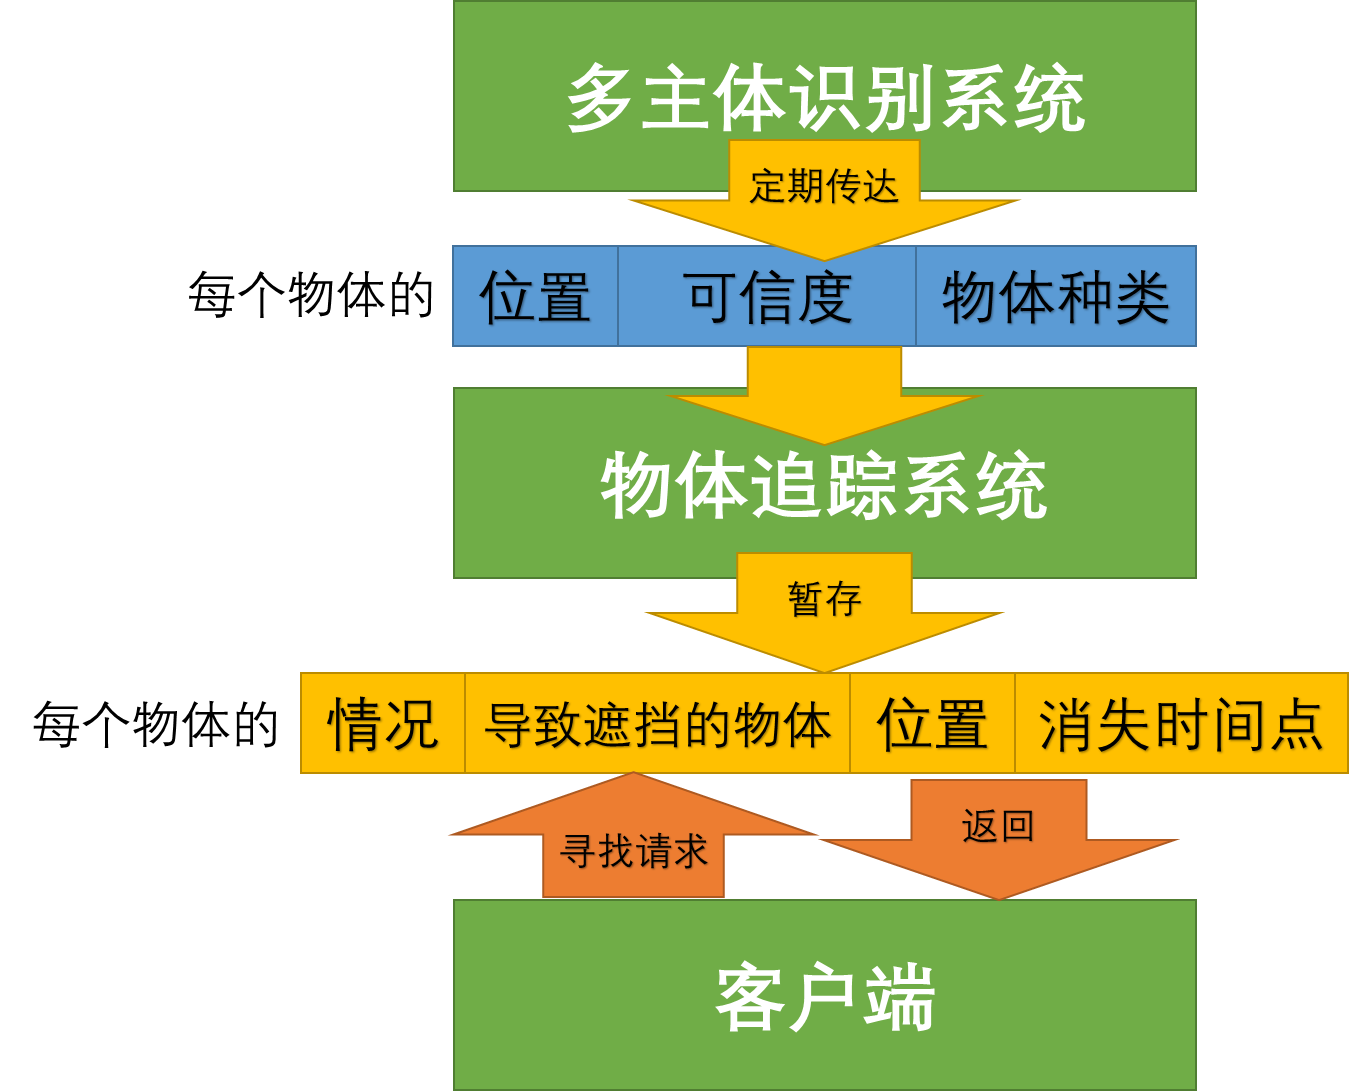 多主体识别系统
定期传达
每个物体的 位置 可信度 物体种类
物体追踪系统
暂存
每个物体的 情况 导致遮挡的物体 位置 消失时间点
寻找请求 返回
客户端